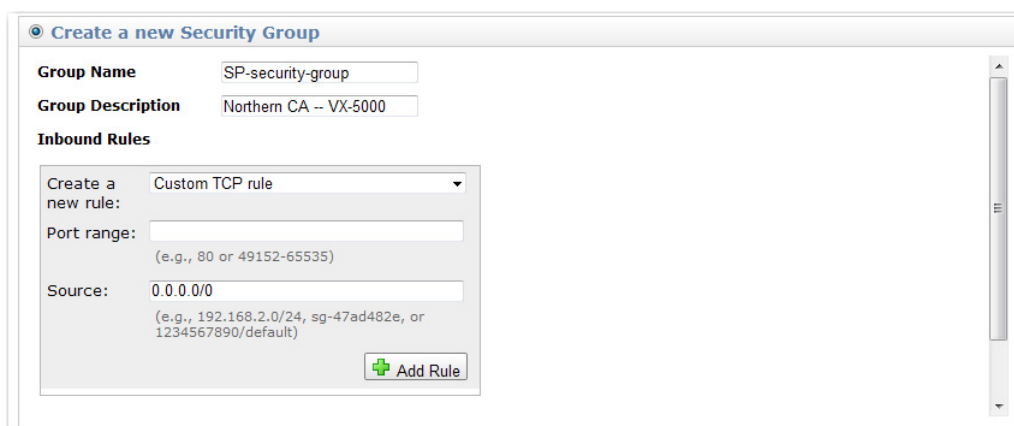 Create a new Security Group
Group Name SP-security-group
Group Description Northern CA -- VX-5000
Inbound Rules
Create a Custom TCP rule
new rule:
Port range:
(e.g., 80 or 49152-65535)
Source: 0.0.0.0/0
(e.g., 192.168.2.0/24, sg-47ad482e, or
1234567890/default)
Add Rule